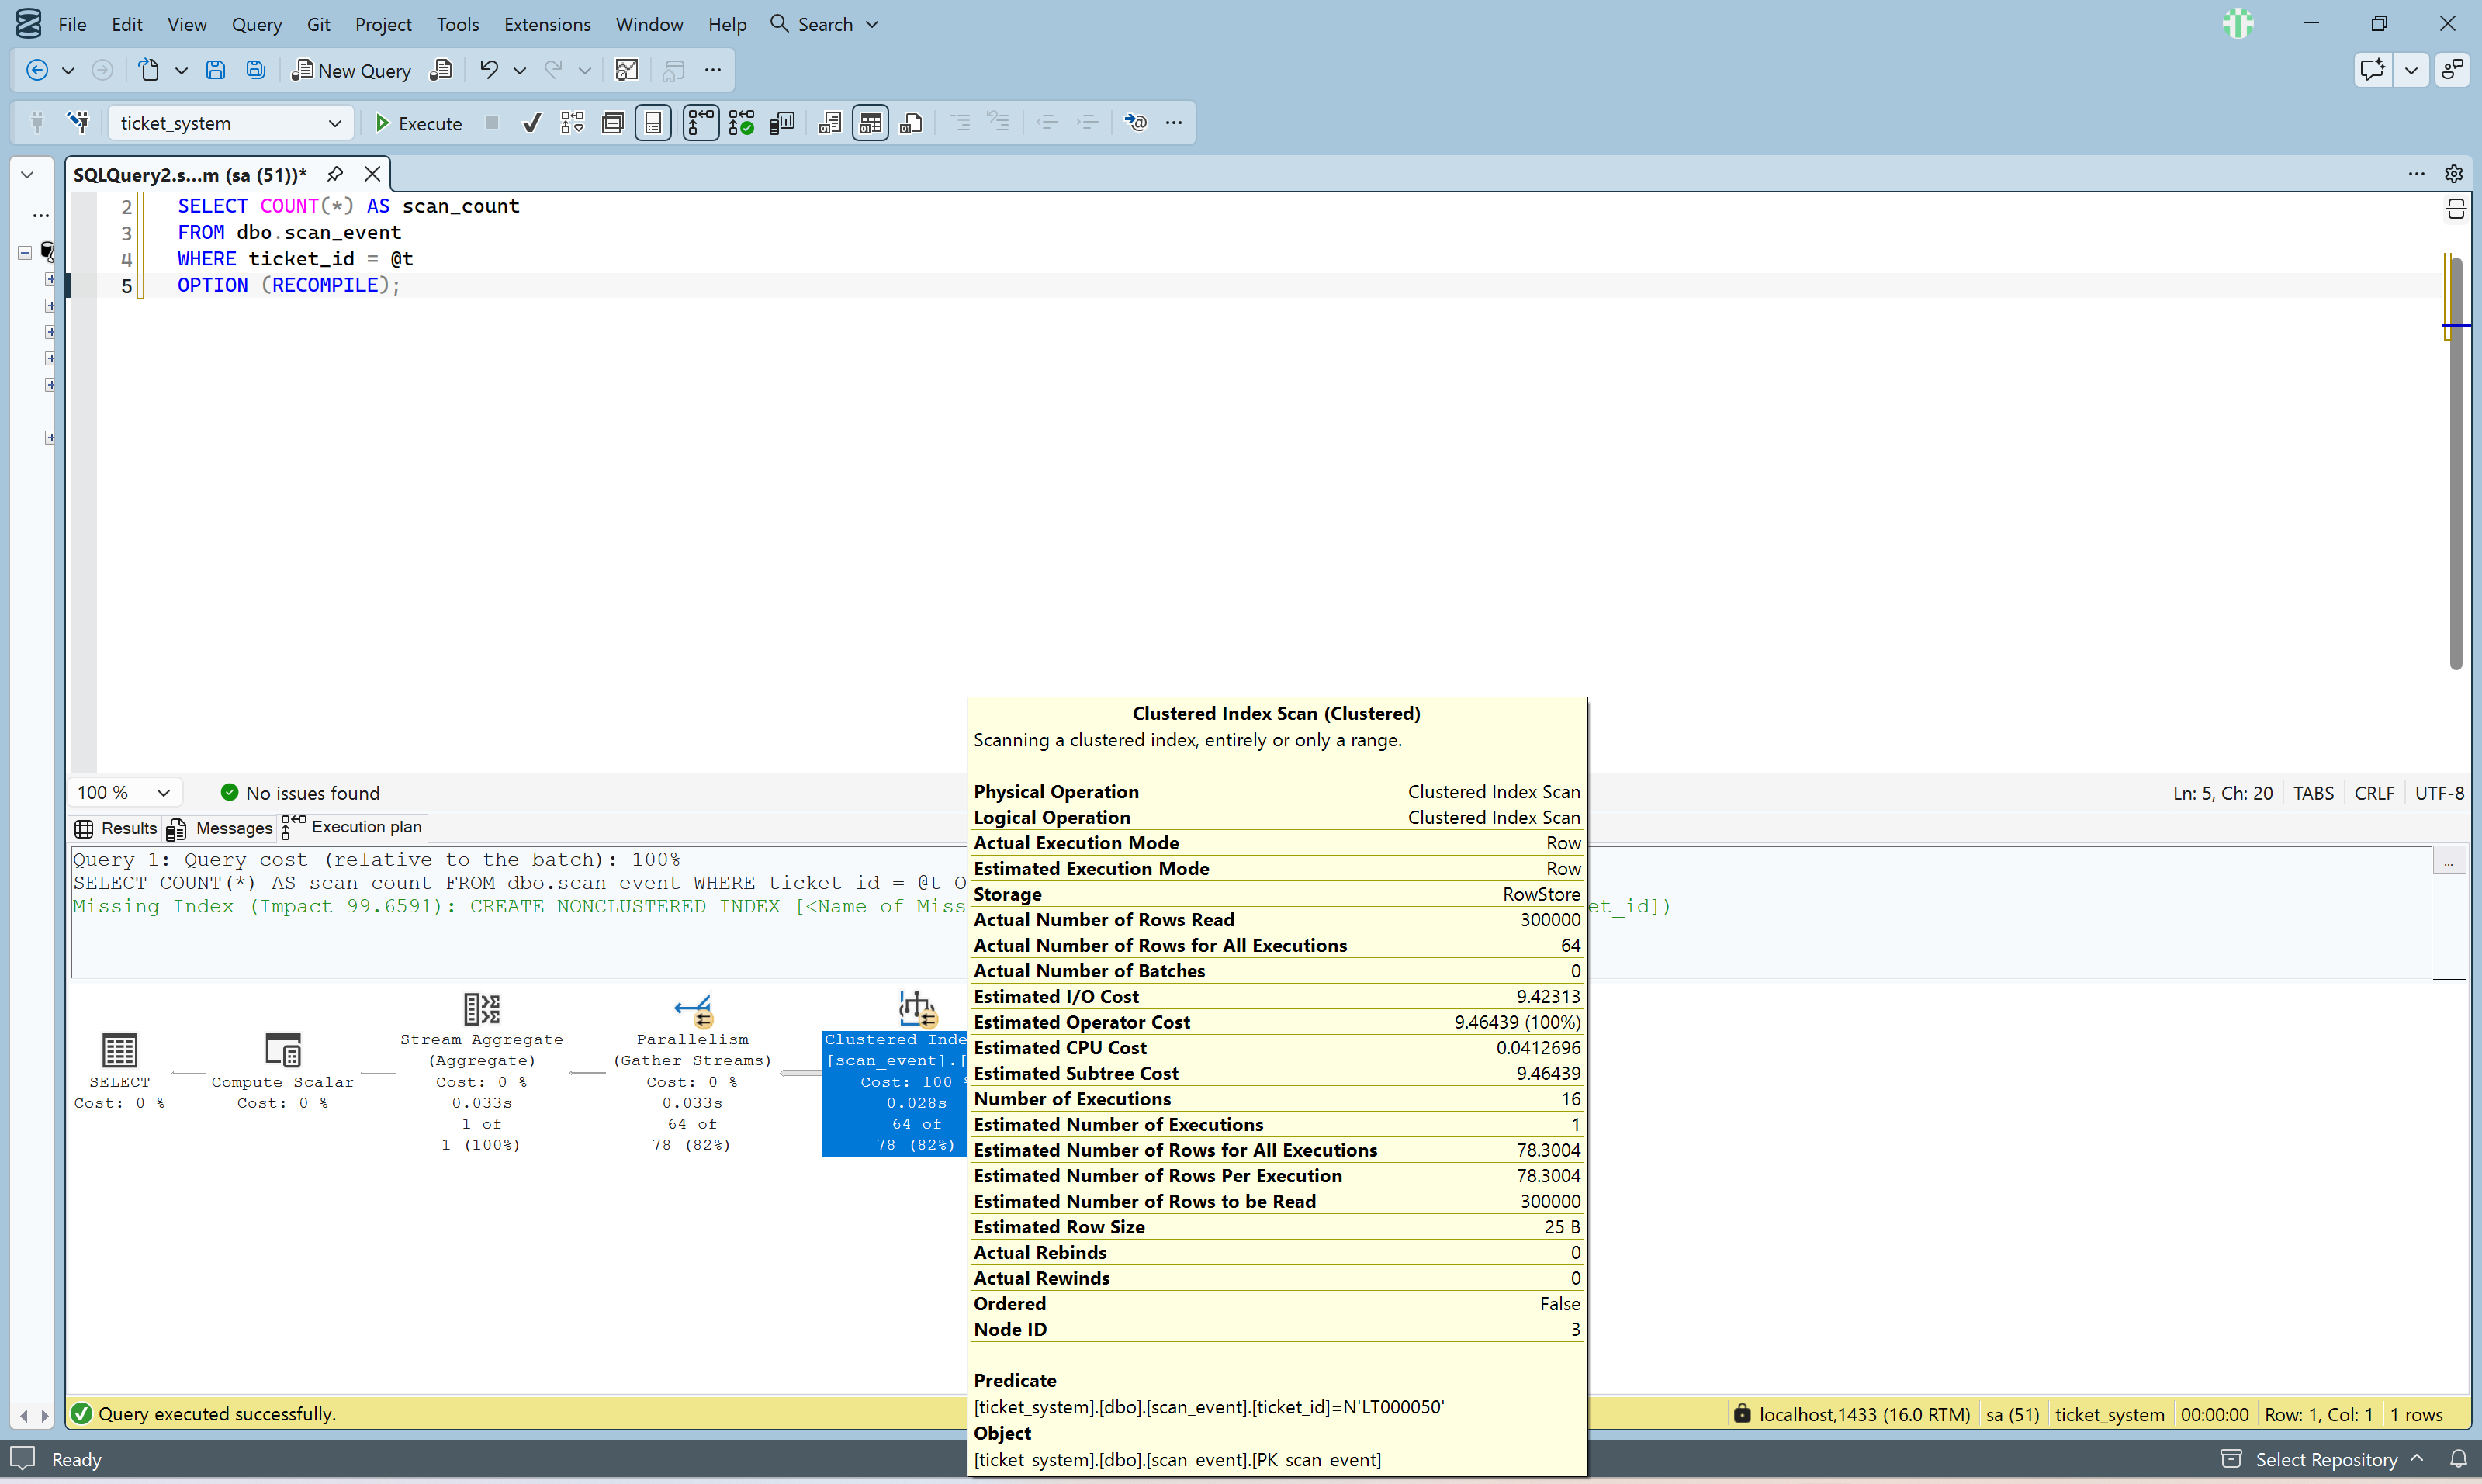 File Edit View Query Git Project Tools Extensions Window Help Search
New Query
ticket_system Execute
SQLQuery2.s...m (sa (51))*
2 SELECT COUNT(*) AS scan_count
3 FROM dbo.scan_event
4 WHERE ticket_id = @t
5 OPTION (RECOMPILE);
100 % No issues found Ln: 5, Ch: 20 TABS CRLF UTF-8
Results Messages Execution plan
Query 1: Query cost (relative to the batch): 100%
SELECT COUNT(*) AS scan_count FROM dbo.scan_event WHERE ticket_id = @t O
Missing Index (Impact 99.6591): CREATE NONCLUSTERED INDEX [<Name of Miss
et_id])
...
SELECT
Cost: 0 %
Compute Scalar
Cost: 0 %
Stream Aggregate
(Aggregate)
Cost: 0 %
0.033s
1 of
1 (100%)
Parallelism
(Gather Streams)
Cost: 0 %
0.033s
64 of
78 (82%)
Clustered Inde
[scan_event].[
Cost: 100
0.028s
64 of
78 (82%)
Clustered Index Scan (Clustered)
Scanning a clustered index, entirely or only a range.
Physical Operation Clustered Index Scan
Logical Operation Clustered Index Scan
Actual Execution Mode Row
Estimated Execution Mode Row
Storage RowStore
Actual Number of Rows Read 300000
Actual Number of Rows for All Executions 64
Actual Number of Batches 0
Estimated I/O Cost 9.42313
Estimated Operator Cost 9.46439 (100%)
Estimated CPU Cost 0.0412696
Estimated Subtree Cost 9.46439
Number of Executions 16
Estimated Number of Executions 1
Estimated Number of Rows for All Executions 78.3004
Estimated Number of Rows Per Execution 78.3004
Estimated Number of Rows to be Read 300000
Estimated Row Size 25 B
Actual Rebinds 0
Actual Rewinds 0
Ordered False
Node ID 3
Predicate
[ticket_system].[dbo].[scan_event].[ticket_id]=N'LT000050'
Object
[ticket_system].[dbo].[scan_event].[PK_scan_event]
Query executed successfully. localhost,1433 (16.0 RTM) sa (51) ticket_system 00:00:00 Row: 1, Col: 1 1 rows
Ready Select Repository